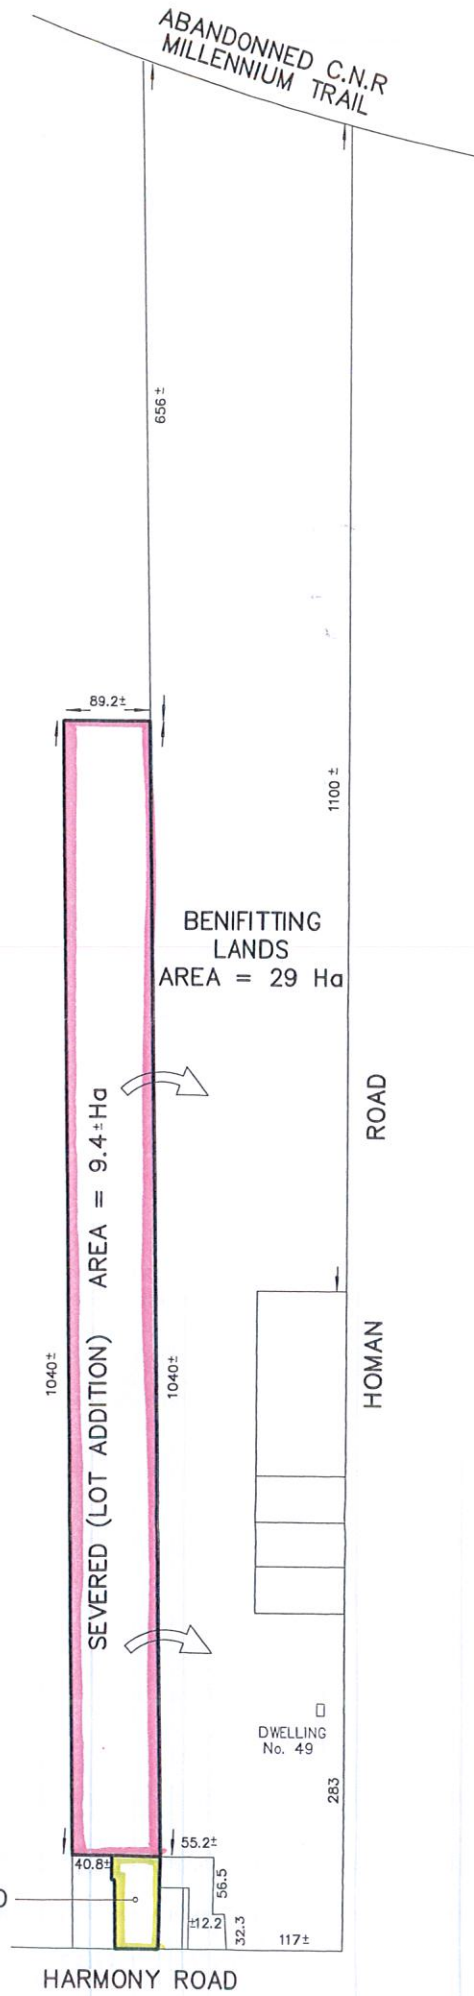 ABANDONNED C.N.R
MILLENNIUM TRAIL
656±
89.2±
1100 ±
BENIFITTING
LANDS
AREA = 29 Ha
ROAD
HOMAN
SEVERED (LOT ADDITION) AREA = 9.4±Ha
1040±
1040±
DWELLING
No. 49
283
55.2±
40.8±
56.5
±12.2
32.3
117±
HARMONY ROAD